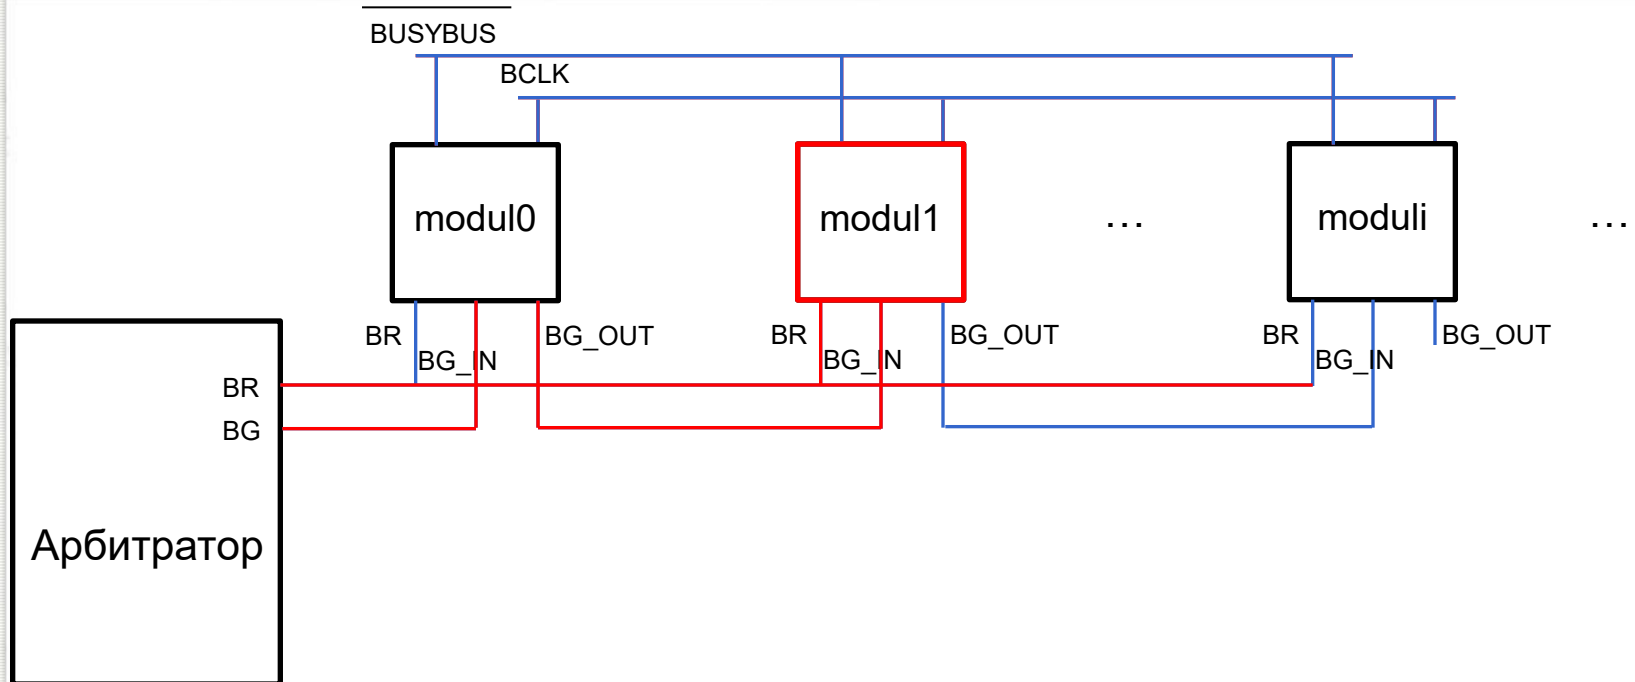 BUSYBUS
BCLK
modul0
modul1
...
moduli
...
BR
BG_IN
BG_OUT
BR
BG_IN
BG_OUT
BR
BG_IN
BG_OUT
BR
BG
Арбитратор